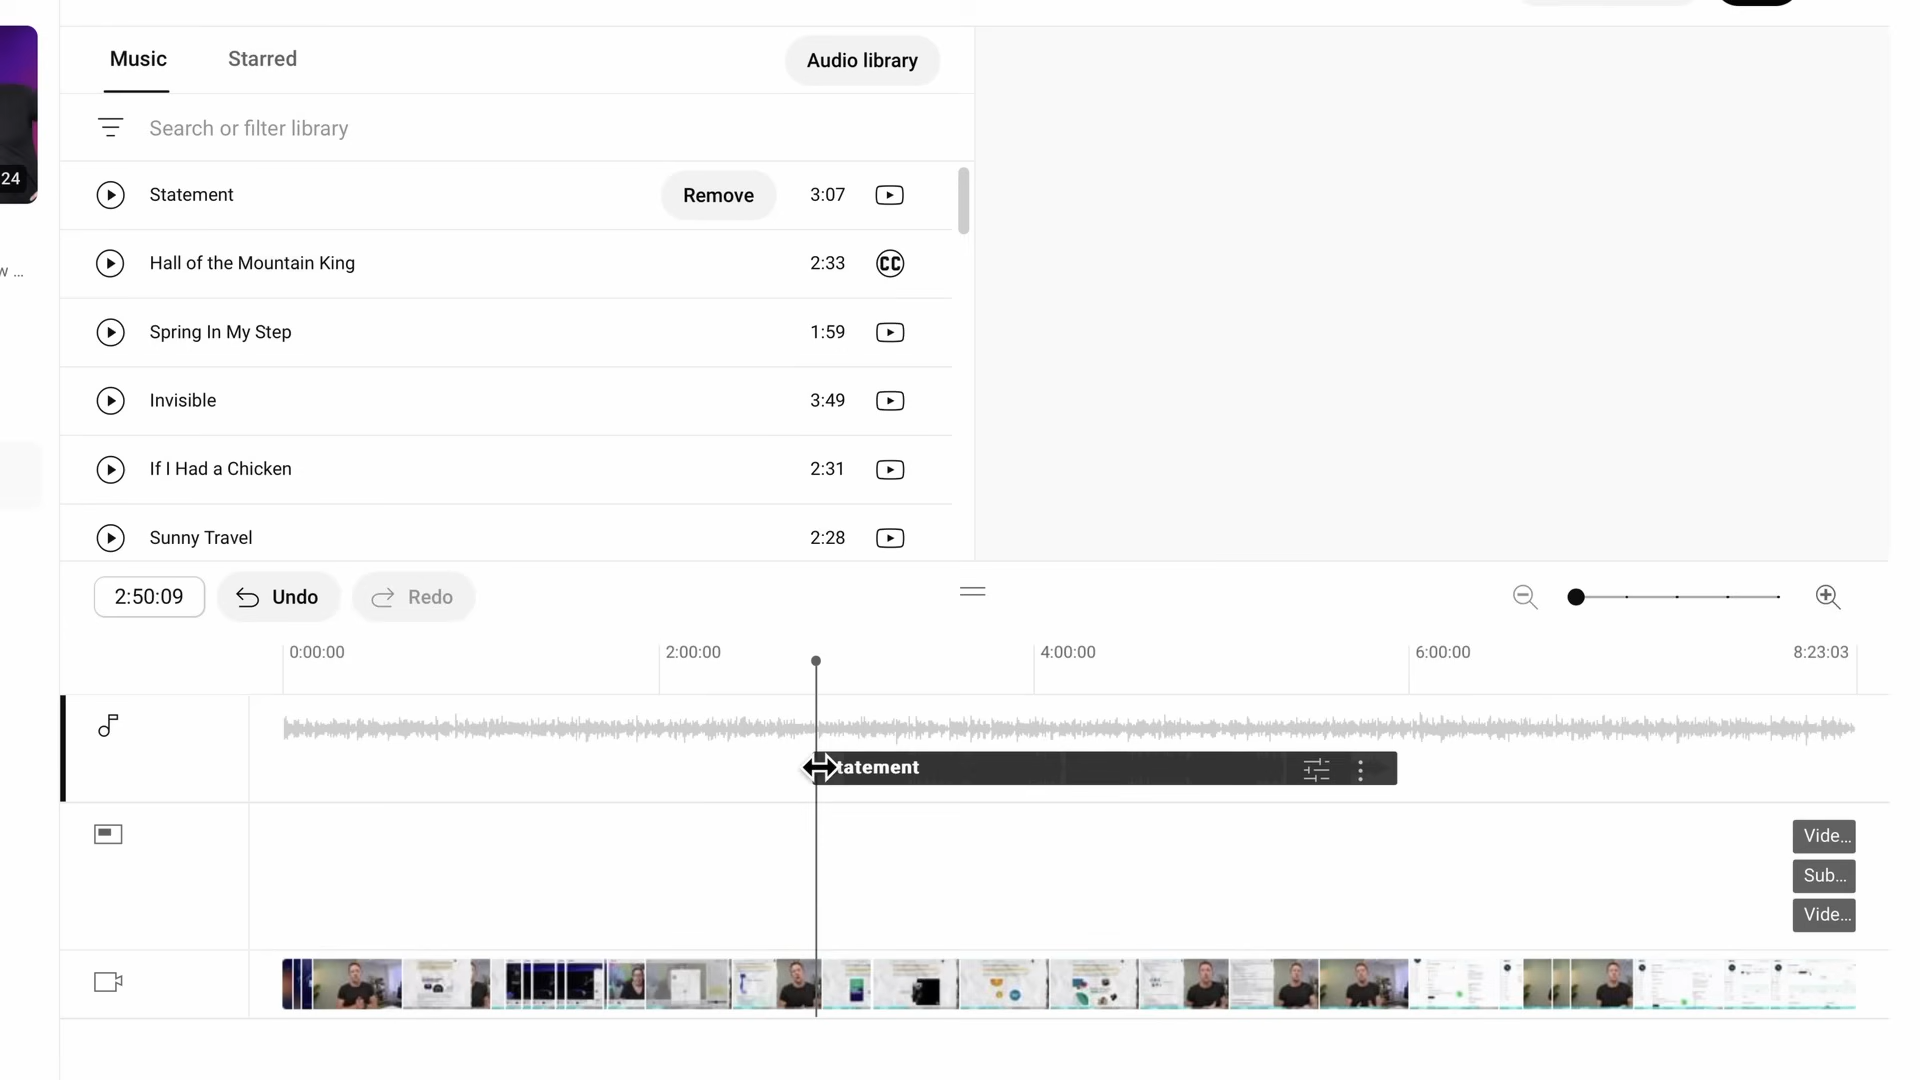 Music
Starred
Audio library
24
Search or filter library
Statement
Remove
3:07
Hall of the Mountain King
2:33
CC
w ...
Spring In My Step
1:59
Invisible
3:49
If I Had a Chicken
2:31
Sunny Travel
2:28
2:50:09
Undo
Redo
0:00:00
2:00:00
4:00:00
6:00:00
8:23:03
tatement
Vide...
Sub...
Vide...